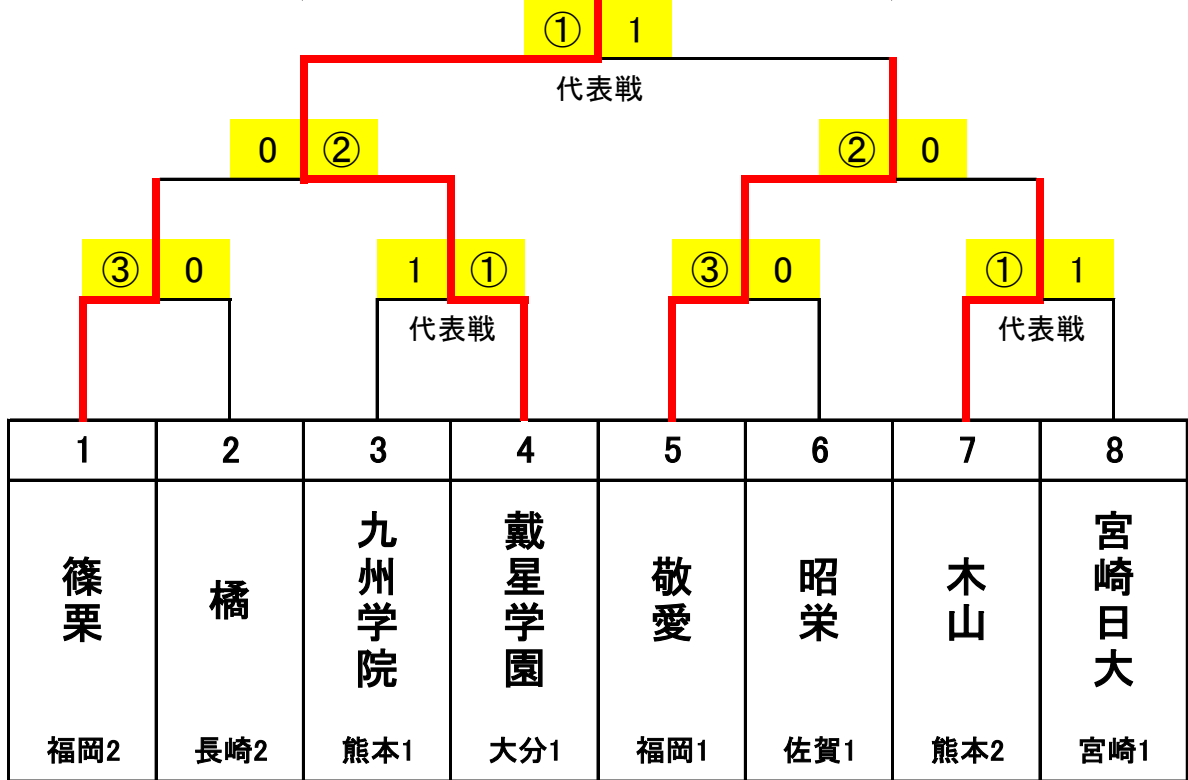 ① 1
代表戦
0 ② ② 0
③ 0 1 ① ③ 0 ① 1
代表戦 代表戦
1 2 3 4 5 6 7 8
篠栗 橘 九州学院 戴星学園 敬愛 昭栄 木山 宮崎日大
福岡2 長崎2 熊本1 大分1 福岡1 佐賀1 熊本2 宮崎1